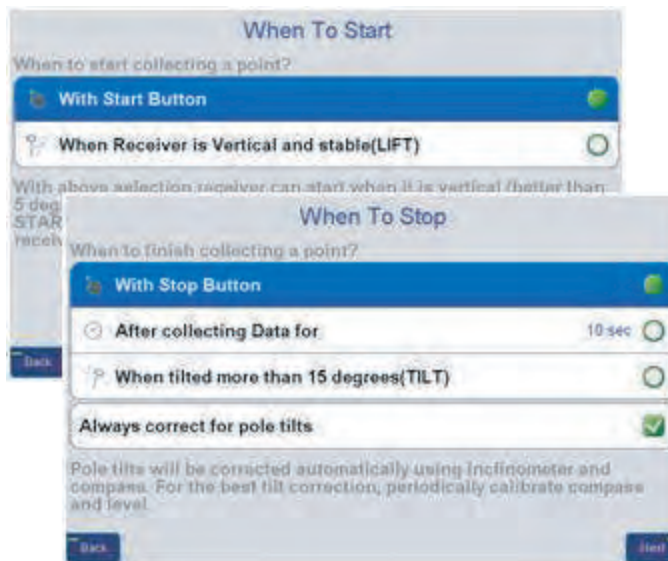 When To Start
When to start collecting a point?
With Start Button
When Receiver is Vertical and stable(LIFT)
With above selection receiver can start when it is vertical (better than
5 deg
STAR
receiv
Back
When To Stop
When to finish collecting a point?
With Stop Button
After collecting Data for 10 sec
When tilted more than 15 degrees(TILT)
Always correct for pole tilts
Pole tilts will be corrected automatically using Inclinometer and
compass. For the best tilt correction, periodically calibrate compass
and level.
Back Next